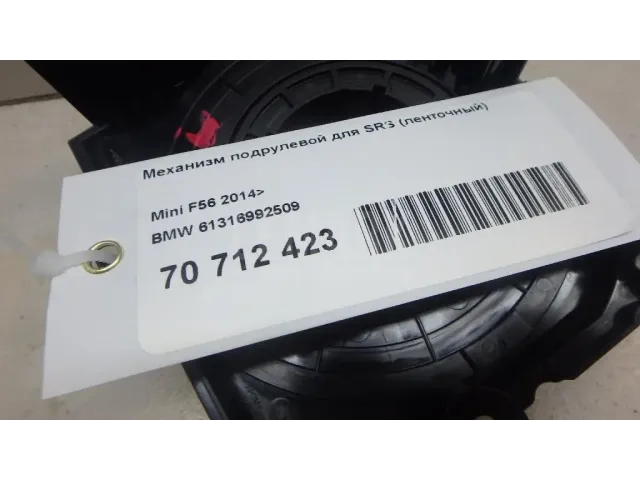 Механизм подрулевой для SRS (ленточный)
Mini F56 2014>
BMW 61316992509
70 712 423